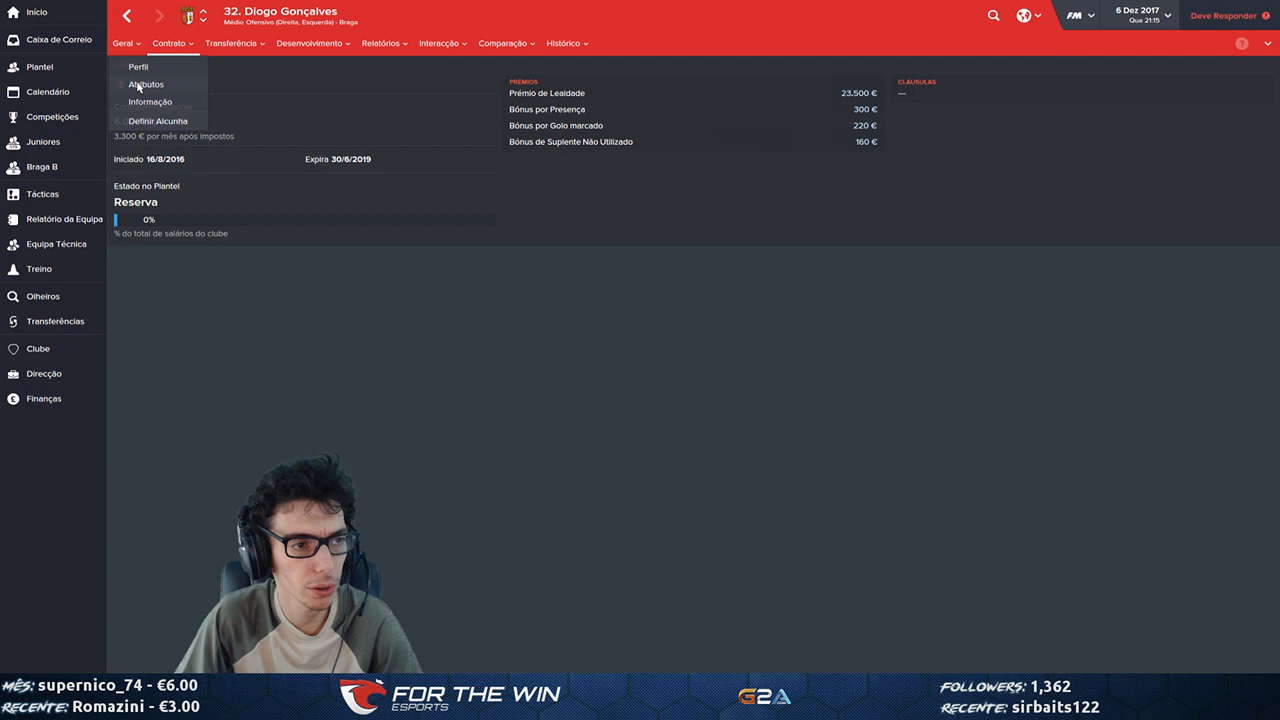 Início
Caixa de Correio
Plantel
Calendário
Competições
Juniores
Braga B
Tácticas
Relatório da Equipa
Equipa Técnica
Treino
Olheiros
Transferências
Clube
Direcção
Finanças
32. Diogo Gonçalves
Médio Ofensivo (Direita, Esquerda) - Braga
FM
6 Dez 2017
Qua 21:15
Deve Responder
Geral
Contrato
Transferência
Desenvolvimento
Relatórios
Interacção
Comparação
Histórico
Perfil
Atributos
Informação
Definir Alcunha
3.300 € por mês após impostos
Iniciado 16/8/2016
Expira 30/6/2019
Estado no Plantel
Reserva
0%
% do total de salários do clube
PRÉMIOS
Prémio de Lealdade 23.500 €
Bónus por Presença 300 €
Bónus por Golo marcado 220 €
Bónus de Suplente Não Utilizado 160 €
CLÁUSULAS
---
MÊS: supernico_74 - €6.00
RECENTE: Romazini - €3.00
FOR THE WIN
ESPORTS
G2A.COM
FOLLOWERS: 1,362
RECENTE: sirbaits122